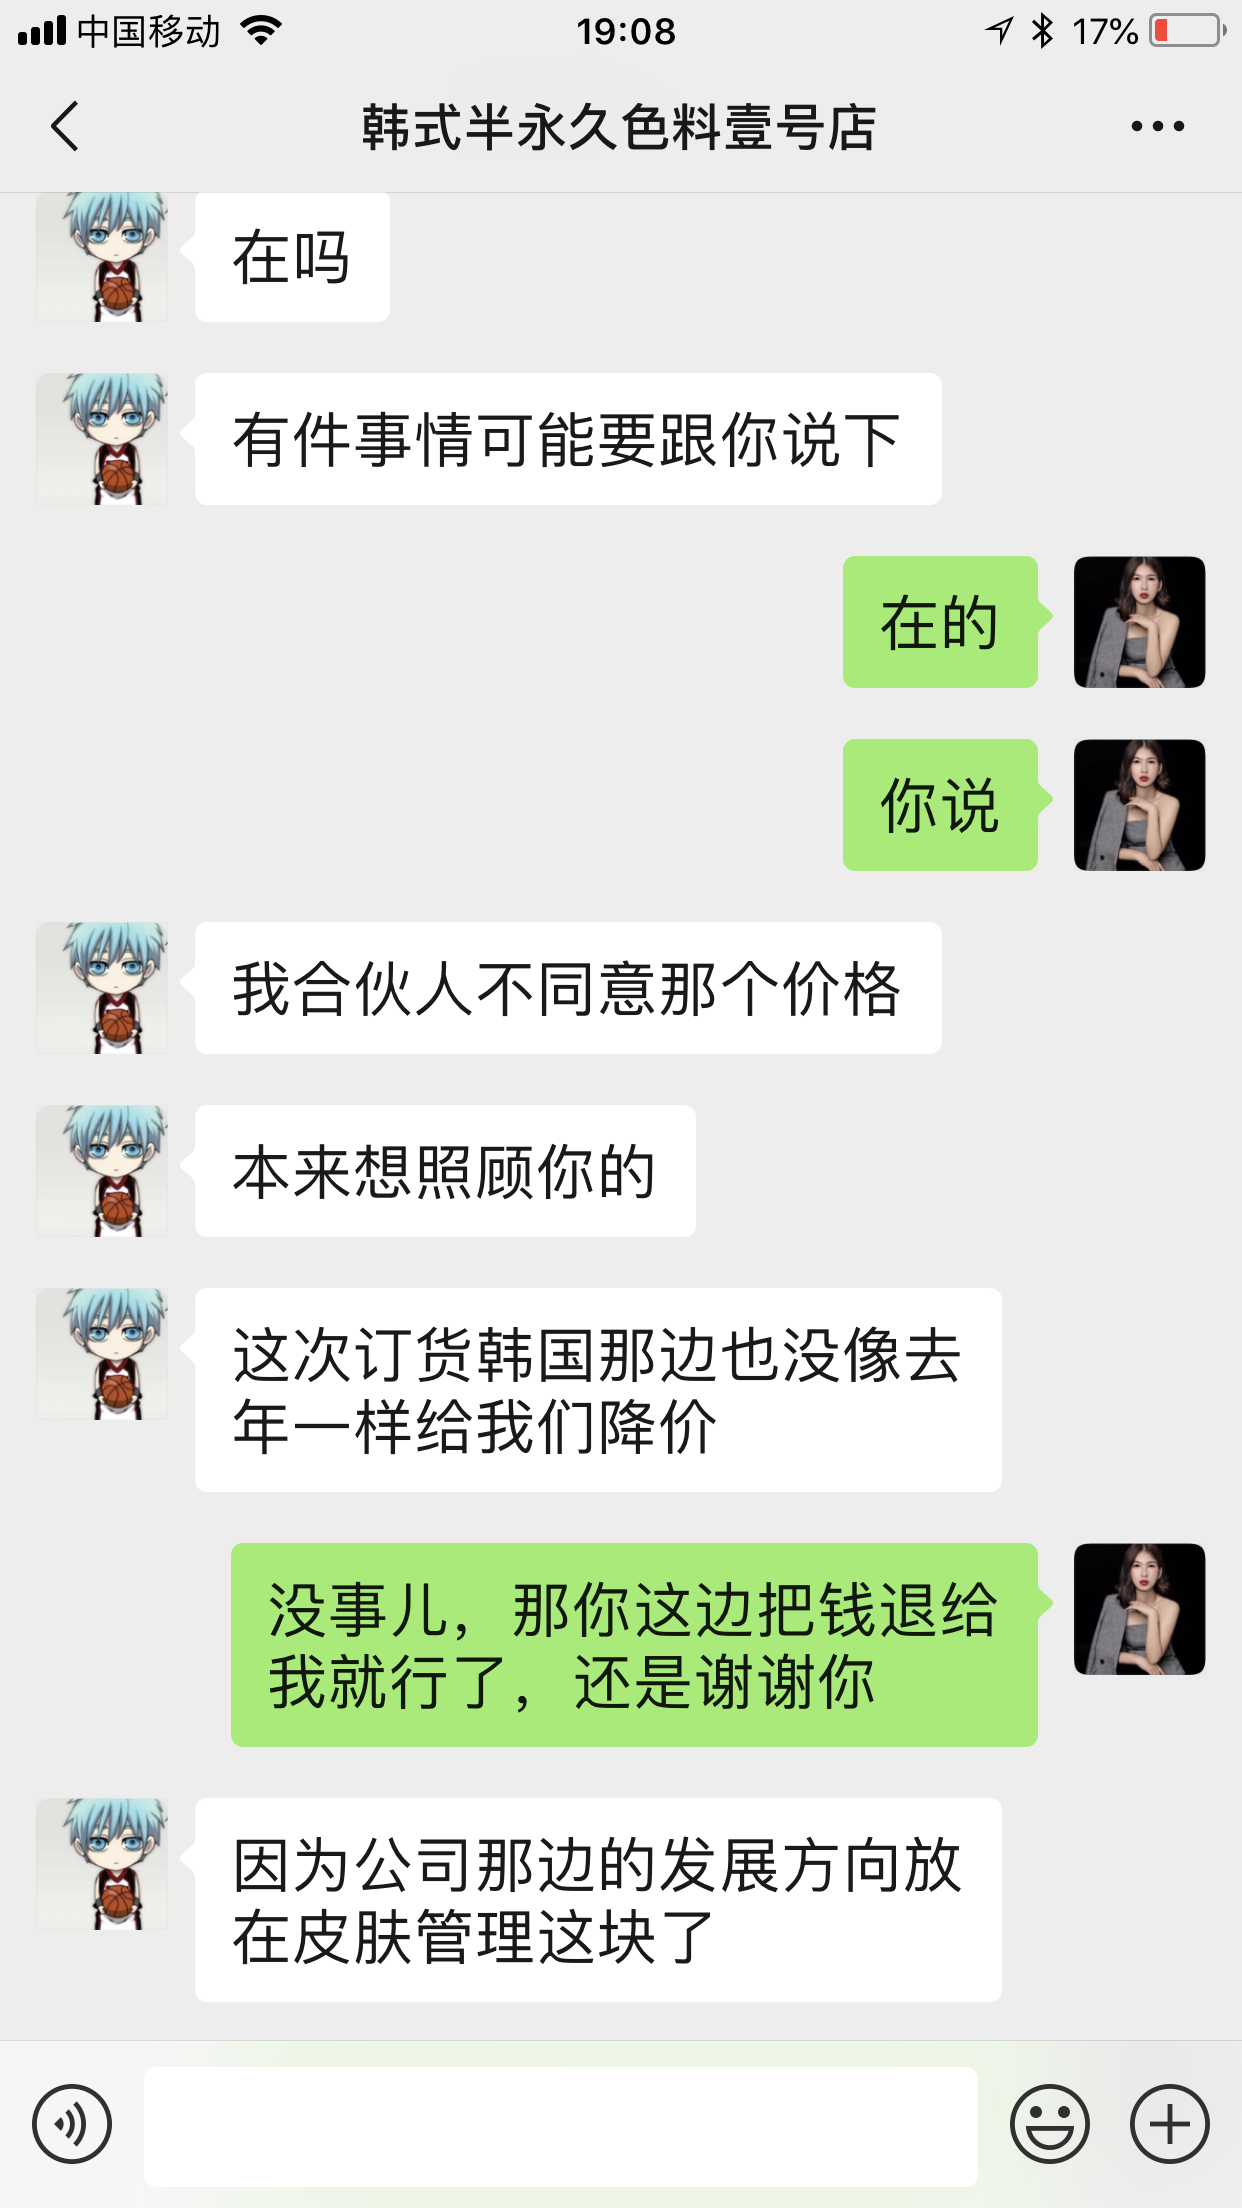 中国移动 19:08 17%
韩式半永久色料壹号店
在吗
有件事情可能要跟你说下
在的
你说
我合伙人不同意那个价格
本来想照顾你的
这次订货韩国那边也没像去
年一样给我们降价
没事儿，那你这边把钱退给
我就行了，还是谢谢你
因为公司那边的发展方向放
在皮肤管理这块了